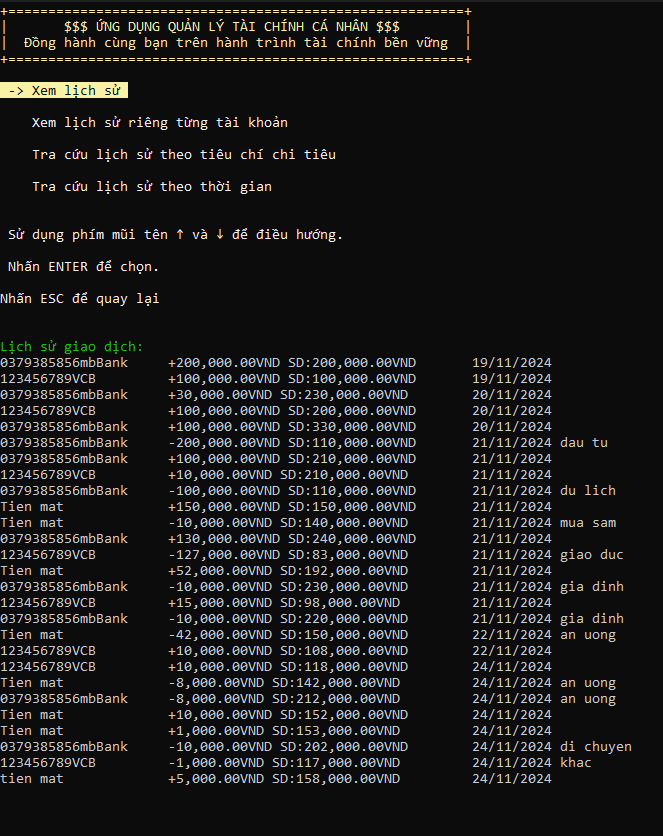 +=========================================================+
|       $$$ ỨNG DỤNG QUẢN LÝ TÀI CHÍNH CÁ NHÂN $$$        |
|  Đồng hành cùng bạn trên hành trình tài chính bền vững  |
+=========================================================+
-> Xem lịch sử
Xem lịch sử riêng từng tài khoản
Tra cứu lịch sử theo tiêu chí chi tiêu
Tra cứu lịch sử theo thời gian
Sử dụng phím mũi tên ↑ và ↓ để điều hướng.
Nhấn ENTER để chọn.
Nhấn ESC để quay lại
Lịch sử giao dịch:
0379385856mbBank +200,000.00VND SD:200,000.00VND 19/11/2024
123456789VCB +100,000.00VND SD:100,000.00VND 19/11/2024
0379385856mbBank +30,000.00VND SD:230,000.00VND 20/11/2024
123456789VCB +100,000.00VND SD:200,000.00VND 20/11/2024
0379385856mbBank +100,000.00VND SD:330,000.00VND 20/11/2024
0379385856mbBank -200,000.00VND SD:110,000.00VND 21/11/2024 dau tu
0379385856mbBank +100,000.00VND SD:210,000.00VND 21/11/2024
123456789VCB +10,000.00VND SD:210,000.00VND 21/11/2024
0379385856mbBank -100,000.00VND SD:110,000.00VND 21/11/2024 du lich
Tien mat +150,000.00VND SD:150,000.00VND 21/11/2024
Tien mat -10,000.00VND SD:140,000.00VND 21/11/2024 mua sam
0379385856mbBank +130,000.00VND SD:240,000.00VND 21/11/2024
123456789VCB -127,000.00VND SD:83,000.00VND 21/11/2024 giao duc
Tien mat +52,000.00VND SD:192,000.00VND 21/11/2024
0379385856mbBank -10,000.00VND SD:230,000.00VND 21/11/2024 gia dinh
123456789VCB +15,000.00VND SD:98,000.00VND 21/11/2024
0379385856mbBank -10,000.00VND SD:220,000.00VND 21/11/2024 gia dinh
Tien mat -42,000.00VND SD:150,000.00VND 22/11/2024 an uong
123456789VCB +10,000.00VND SD:108,000.00VND 22/11/2024
123456789VCB +10,000.00VND SD:118,000.00VND 24/11/2024
Tien mat -8,000.00VND SD:142,000.00VND 24/11/2024 an uong
0379385856mbBank -8,000.00VND SD:212,000.00VND 24/11/2024 an uong
Tien mat +10,000.00VND SD:152,000.00VND 24/11/2024
Tien mat +1,000.00VND SD:153,000.00VND 24/11/2024
0379385856mbBank -10,000.00VND SD:202,000.00VND 24/11/2024 di chuyen
123456789VCB -1,000.00VND SD:117,000.00VND 24/11/2024 khac
tien mat +5,000.00VND SD:158,000.00VND 24/11/2024